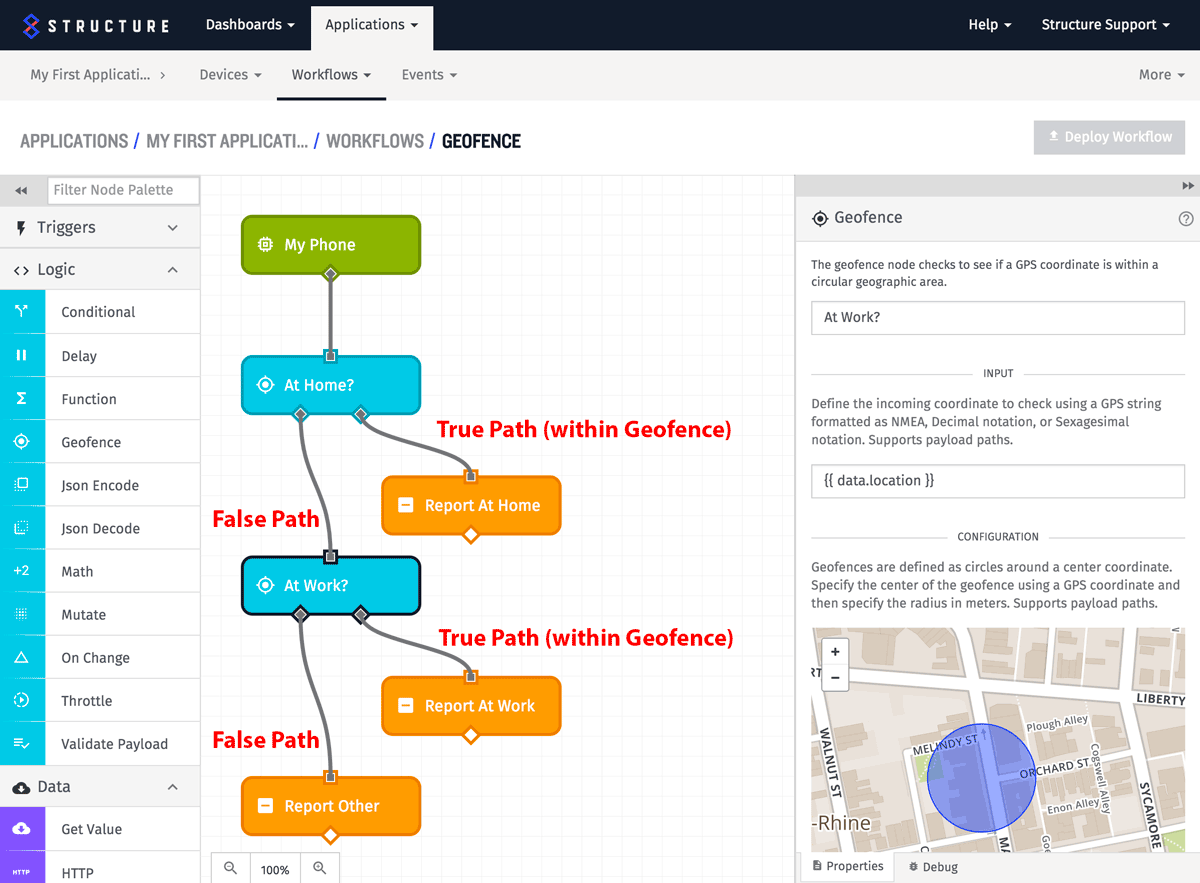 STRUCTURE
Dashboards
Applications
Help
Structure Support
My First Applicati...
Devices
Workflows
Events
More
APPLICATIONS / MY FIRST APPLICATI... / WORKFLOWS / GEOFENCE
Deploy Workflow
Filter Node Palette
Triggers
Logic
Conditional
Delay
Σ Function
Geofence
Json Encode
Json Decode
+2 Math
Mutate
On Change
Throttle
Validate Payload
Data
Get Value
HTTP HTTP
My Phone
At Home?
True Path (within Geofence)
Report At Home
False Path
At Work?
True Path (within Geofence)
Report At Work
False Path
Report Other
100%
Geofence
The geofence node checks to see if a GPS coordinate is within a
circular geographic area.
At Work?
INPUT
Define the incoming coordinate to check using a GPS string
formatted as NMEA, Decimal notation, or Sexagesimal
notation. Supports payload paths.
{{ data.location }}
CONFIGURATION
Geofences are defined as circles around a center coordinate.
Specify the center of the geofence using a GPS coordinate and
then specify the radius in meters. Supports payload paths.
+
−
LIBERTY
Plough Alley
MELINDY ST
WALNUT ST
ORCHARD ST
Cogswell Alley
Enon Alley
SYCAMORE
-Rhine
Properties
Debug